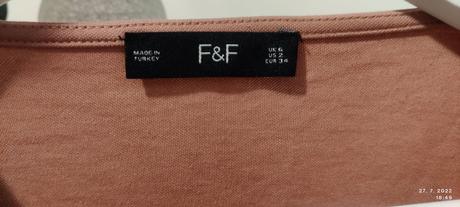 MADE IN
TURKEY
F&F
UK 6
US 2
EUR 34
27. 7. 2022
18:49